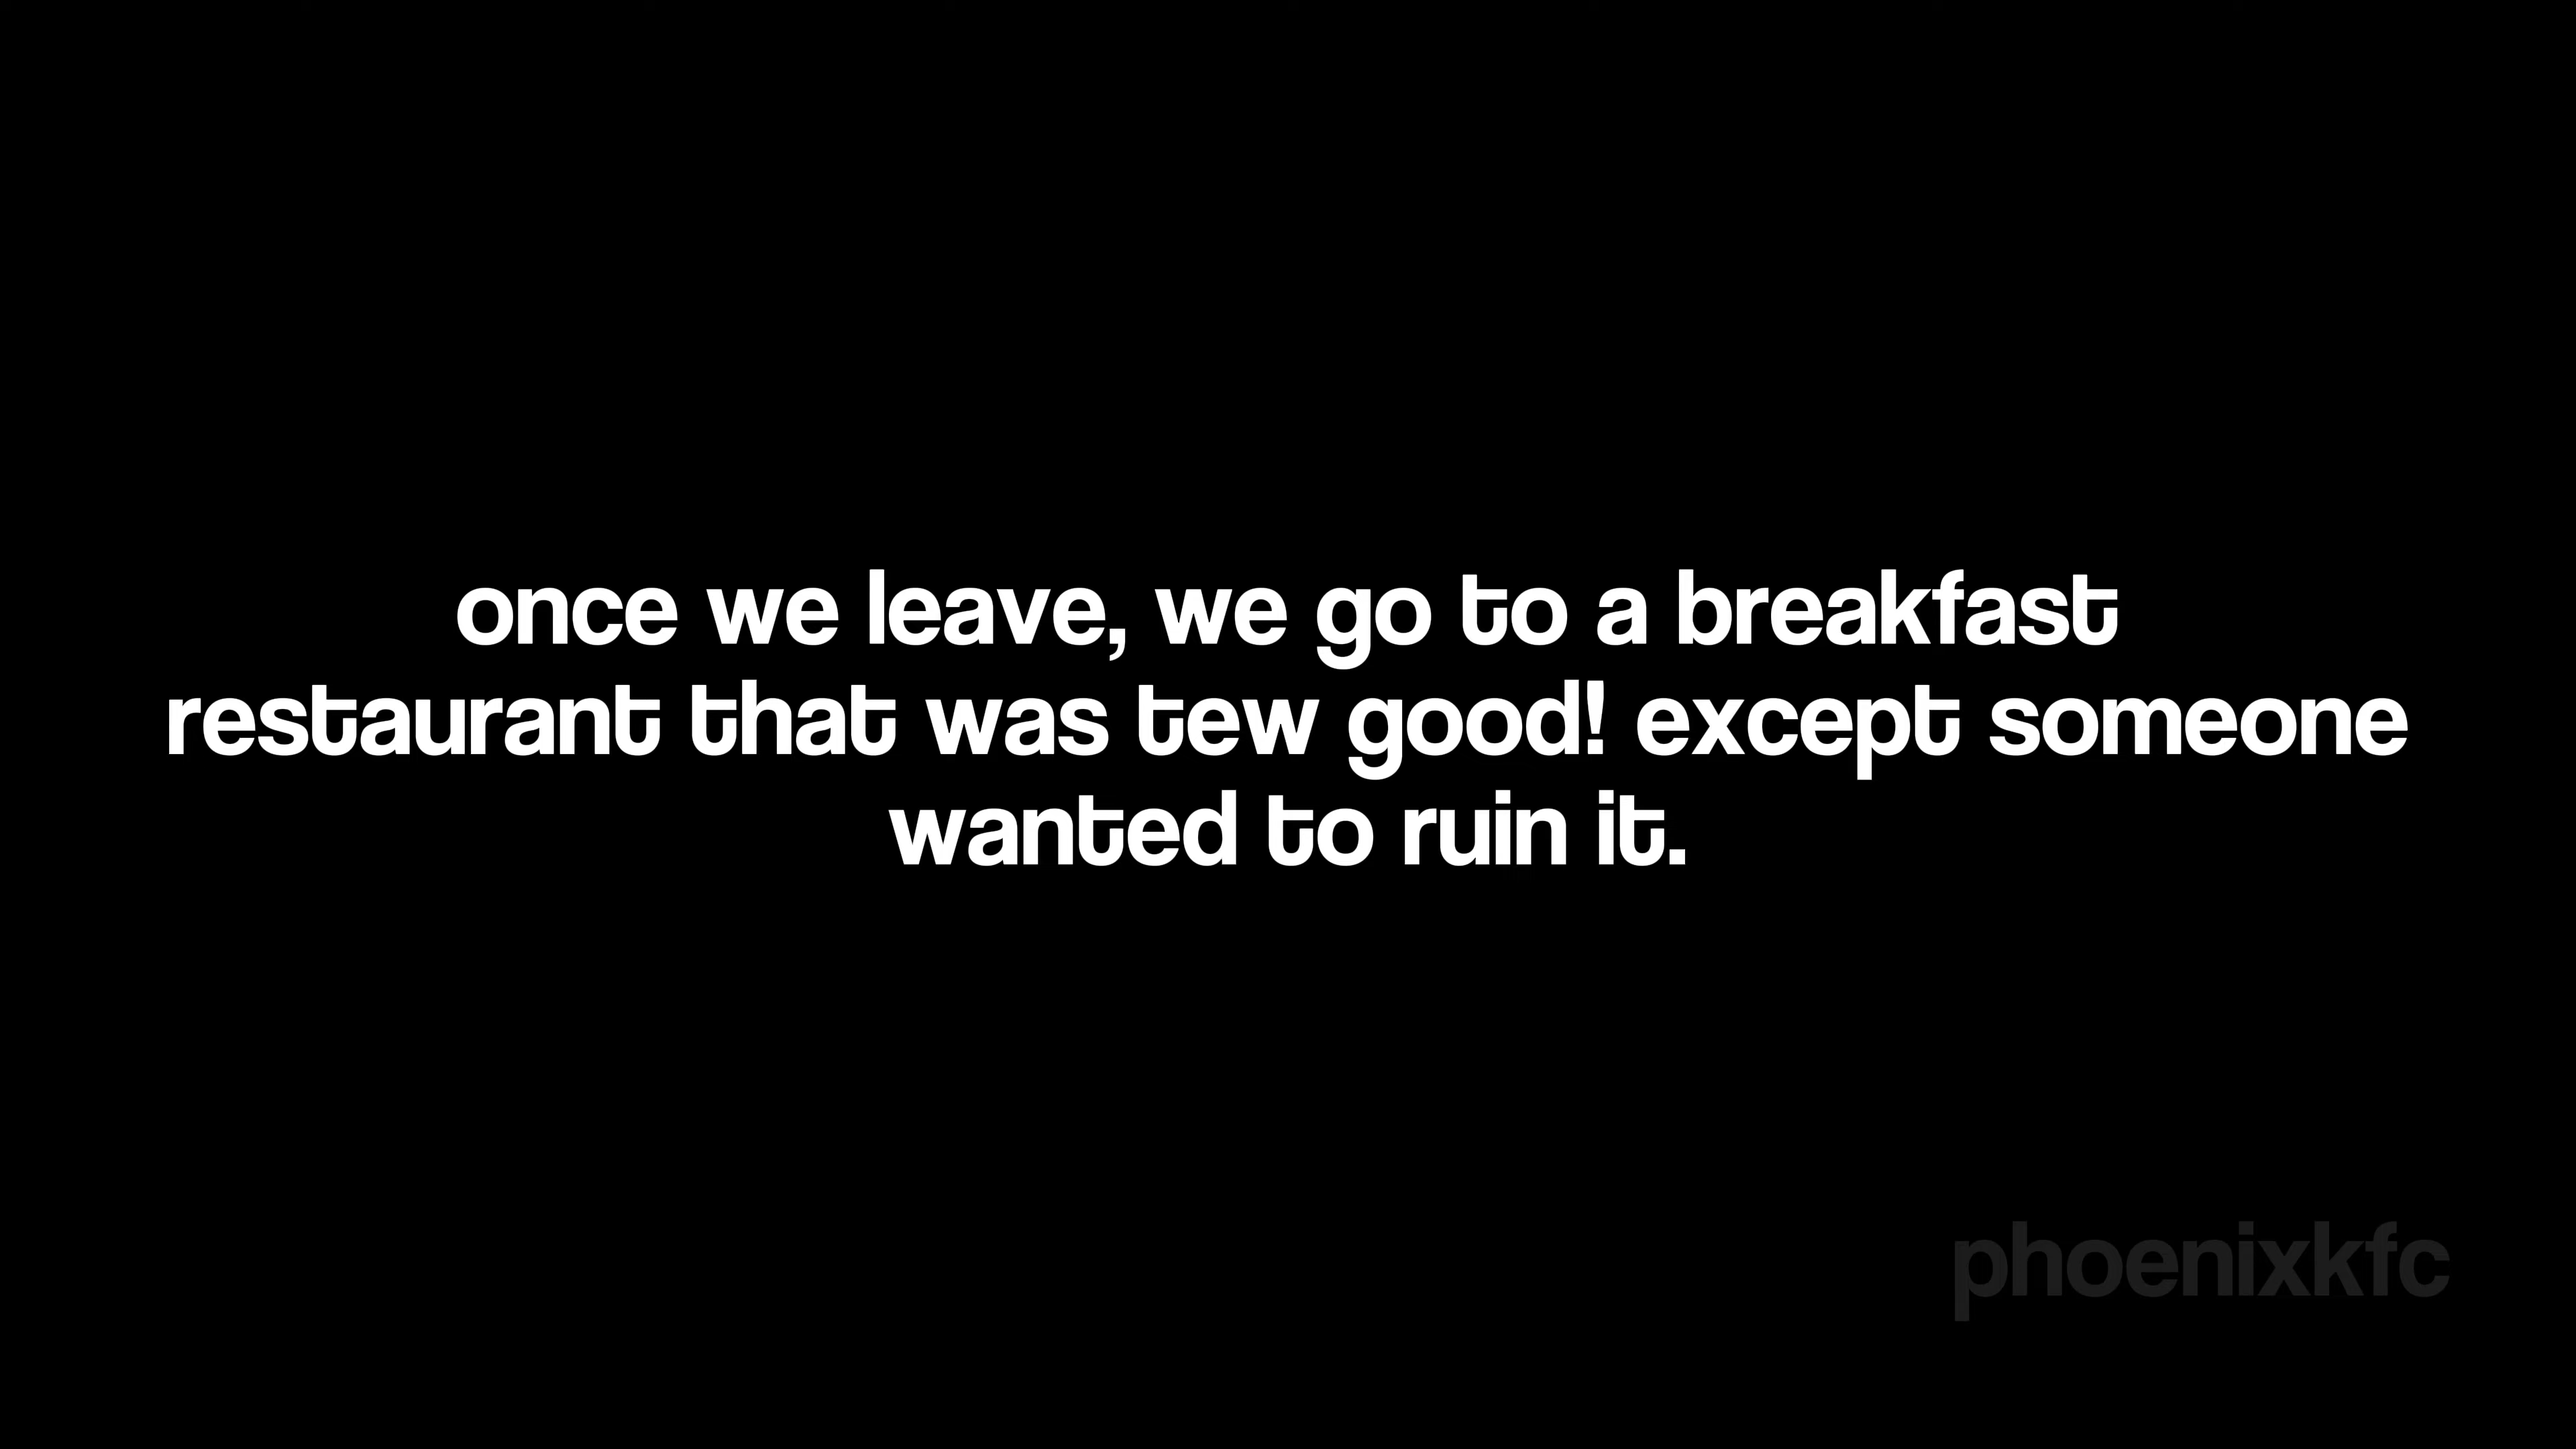 once we leave, we go to a breakfast
restaurant that was tew good! except someone
wanted to ruin it.
phoenixkfc